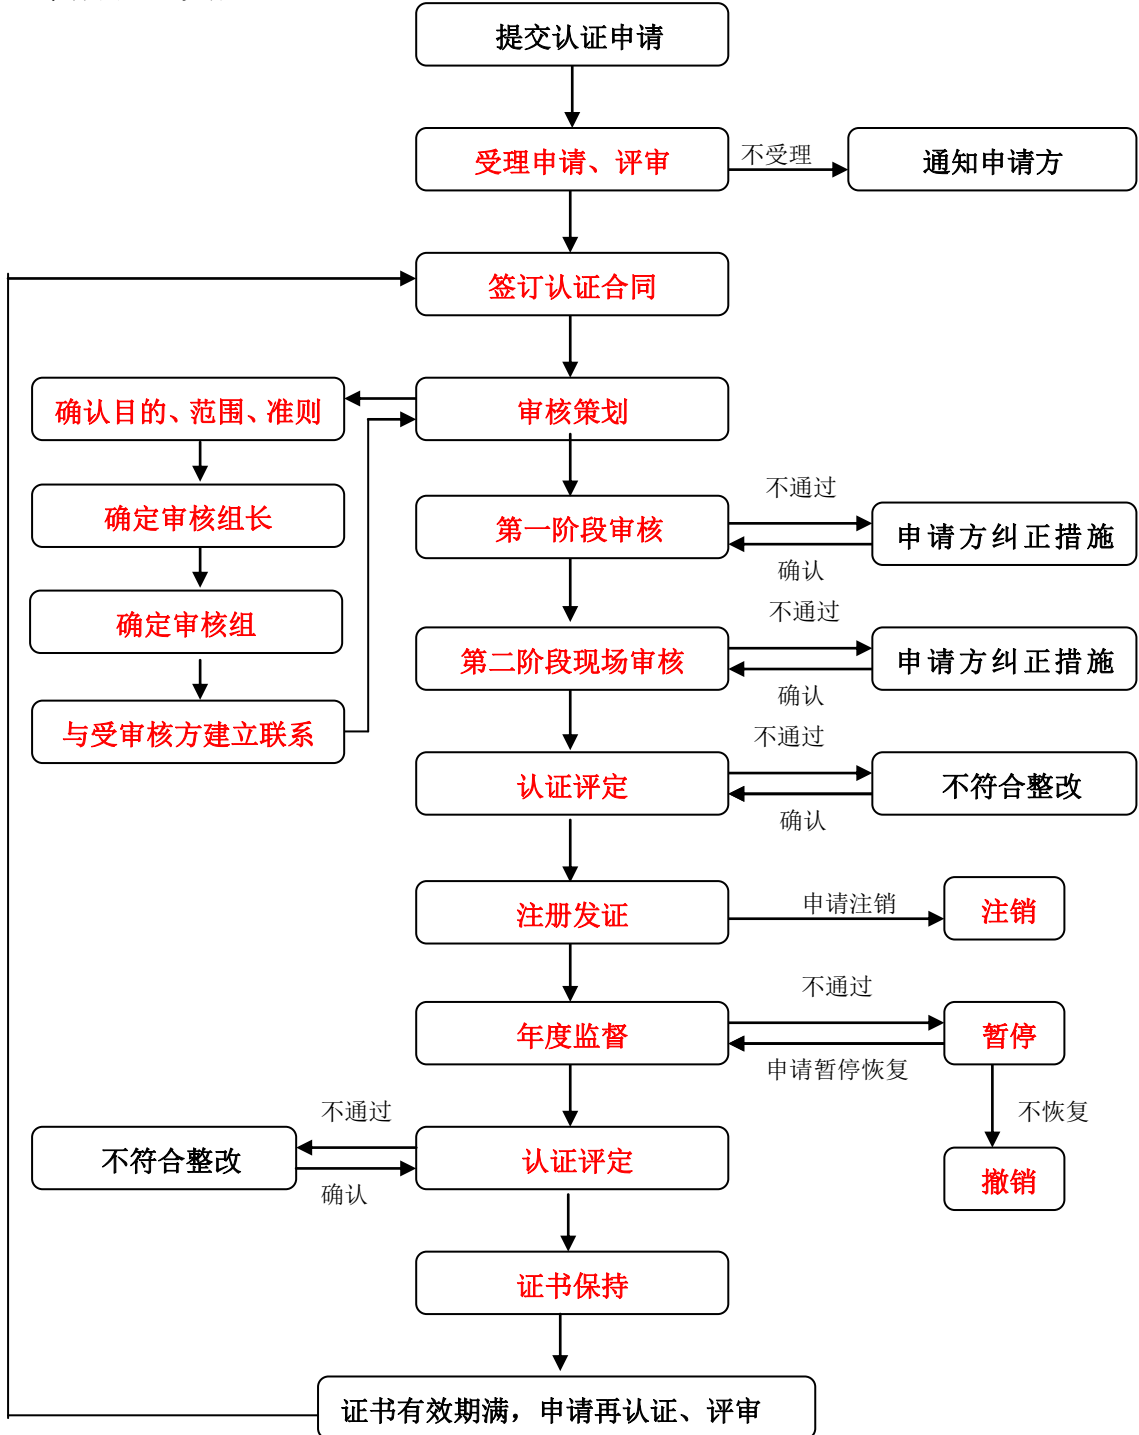 提交认证申请
受理申请、评审
不受理
通知申请方
签订认证合同
确认目的、范围、准则
审核策划
不通过
确定审核组长
第一阶段审核
申请方纠正措施
确认
不通过
确定审核组
第二阶段现场审核
申请方纠正措施
确认
与受审核方建立联系
不通过
认证评定
不符合整改
确认
注册发证
申请注销
注销
不通过
年度监督
暂停
申请暂停恢复
不通过
不恢复
不符合整改
认证评定
确认
撤销
证书保持
证书有效期满，申请再认证、评审